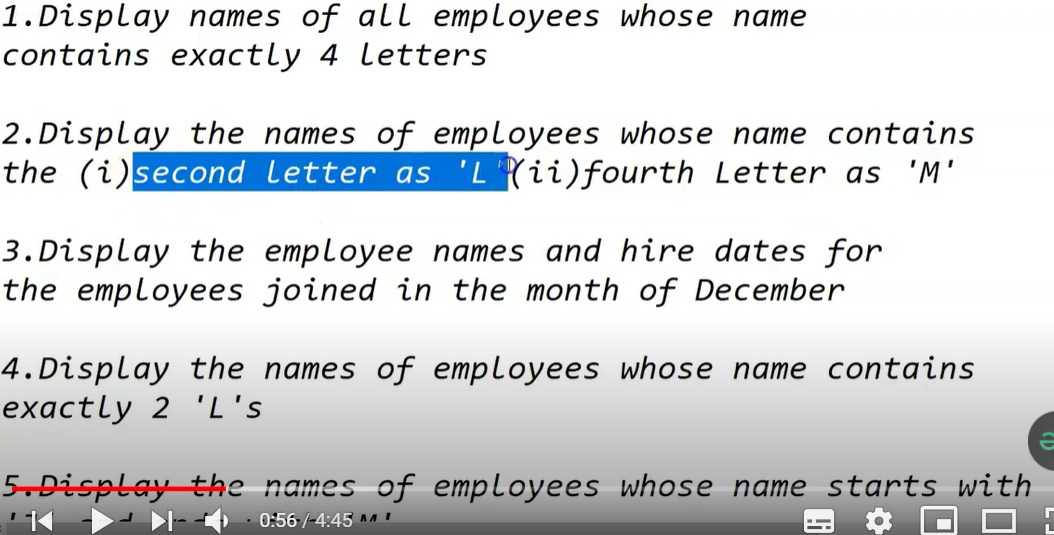 1.Display names of all employees whose name
contains exactly 4 letters
2.Display the names of employees whose name contains
the (i)second letter as 'L'(ii)fourth Letter as 'M'
3.Display the employee names and hire dates for
the employees joined in the month of December
4.Display the names of employees whose name contains
exactly 2 'L's
5.Display the names of employees whose name starts with
'M'
0:56 / 4:45